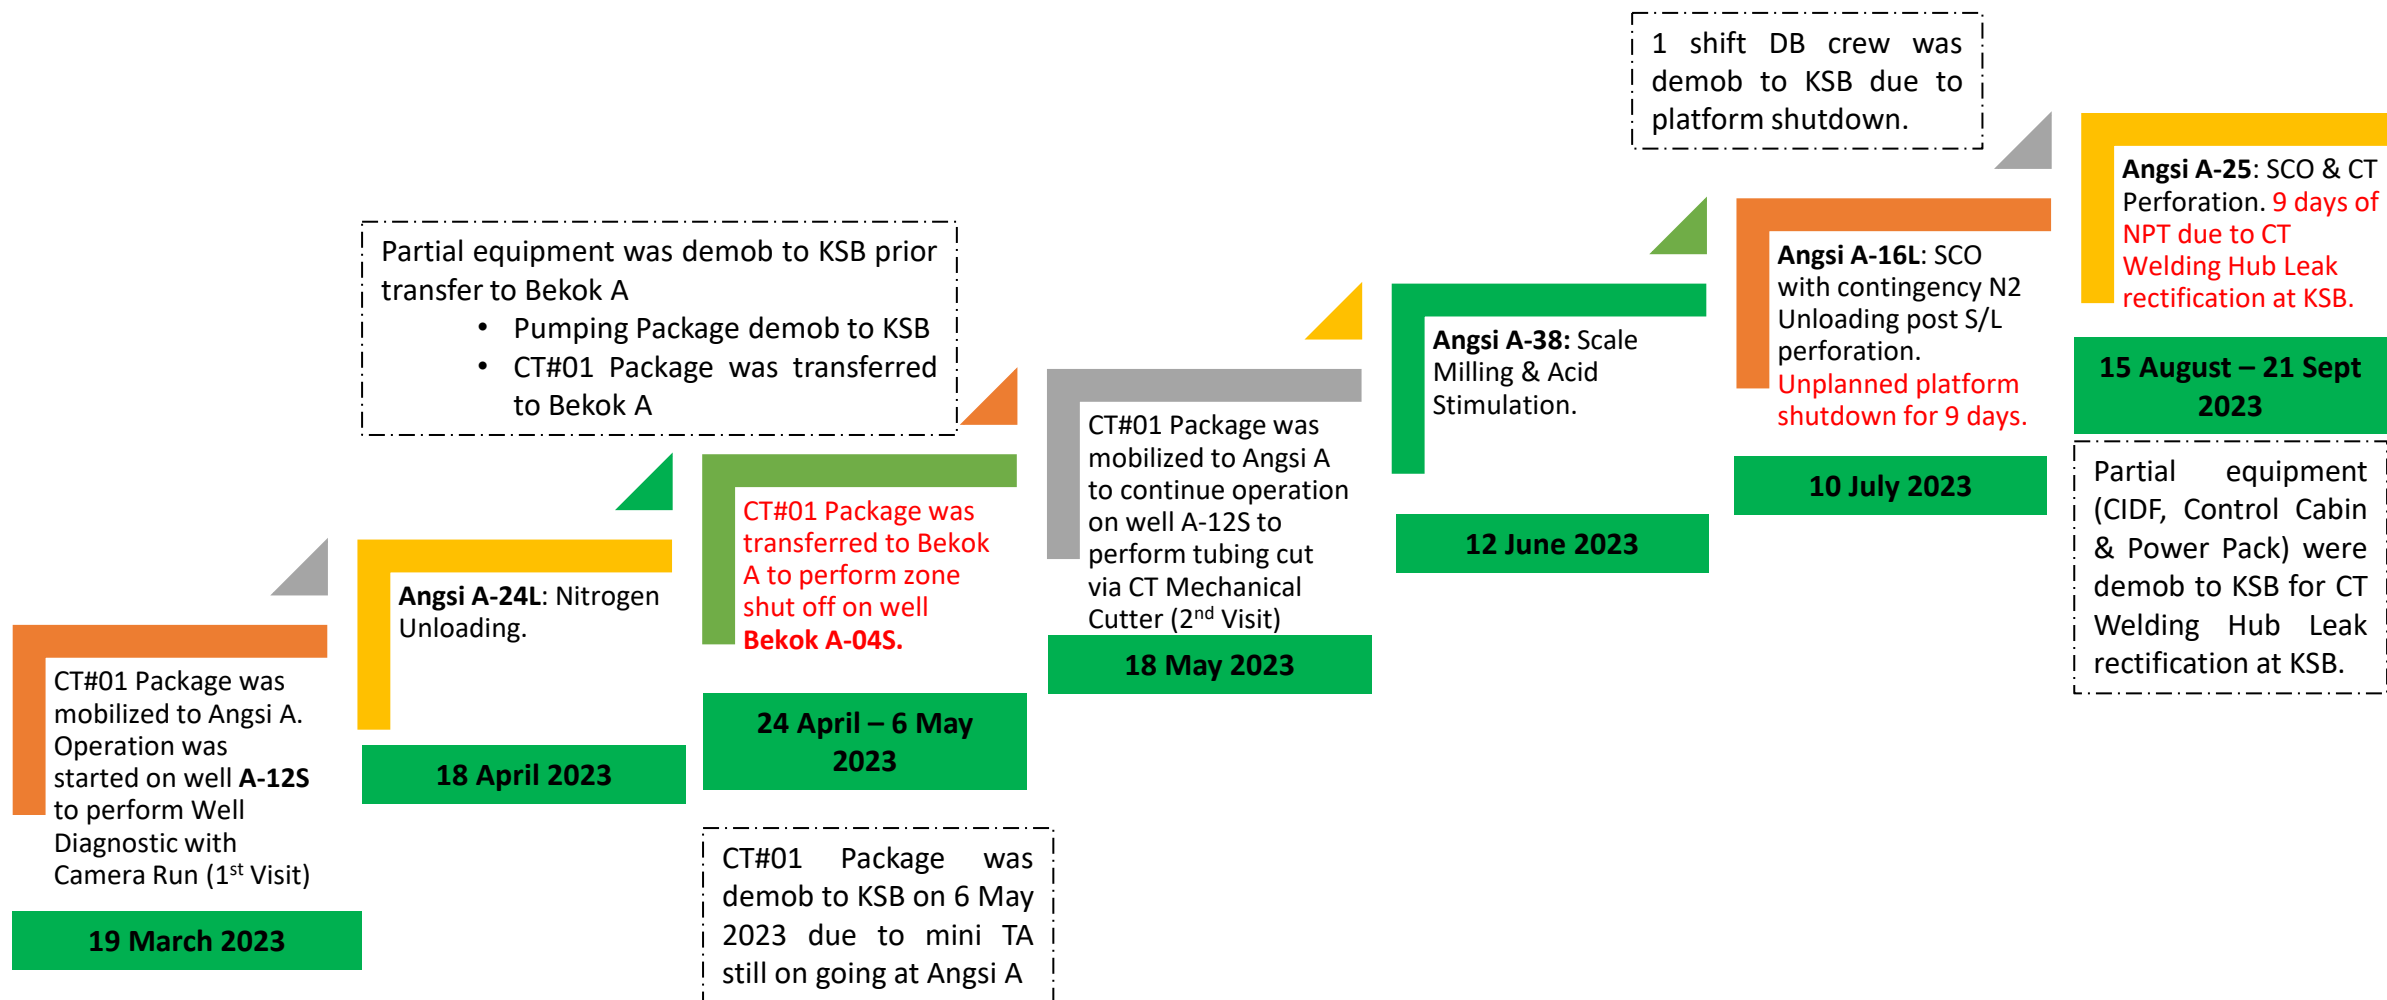 CT#01 Package was
mobilized to Angsi A.
Operation was
started on well A-12S
to perform Well
Diagnostic with
Camera Run (1st Visit)
19 March 2023
Partial equipment was demob to KSB prior
transfer to Bekok A
• Pumping Package demob to KSB
• CT#01 Package was transferred
to Bekok A
Angsi A-24L: Nitrogen
Unloading.
18 April 2023
CT#01 Package was
transferred to Bekok
A to perform zone
shut off on well
Bekok A-04S.
24 April – 6 May
2023
CT#01 Package was
demob to KSB on 6 May
2023 due to mini TA
still on going at Angsi A
CT#01 Package was
mobilized to Angsi A
to continue operation
on well A-12S to
perform tubing cut
via CT Mechanical
Cutter (2nd Visit)
18 May 2023
Angsi A-38: Scale
Milling & Acid
Stimulation.
12 June 2023
1 shift DB crew was
demob to KSB due to
platform shutdown.
Angsi A-16L: SCO
with contingency N2
Unloading post S/L
perforation.
Unplanned platform
shutdown for 9 days.
10 July 2023
Angsi A-25: SCO & CT
Perforation. 9 days of
NPT due to CT
Welding Hub Leak
rectification at KSB.
15 August – 21 Sept
2023
Partial equipment
(CIDF, Control Cabin
& Power Pack) were
demob to KSB for CT
Welding Hub Leak
rectification at KSB.